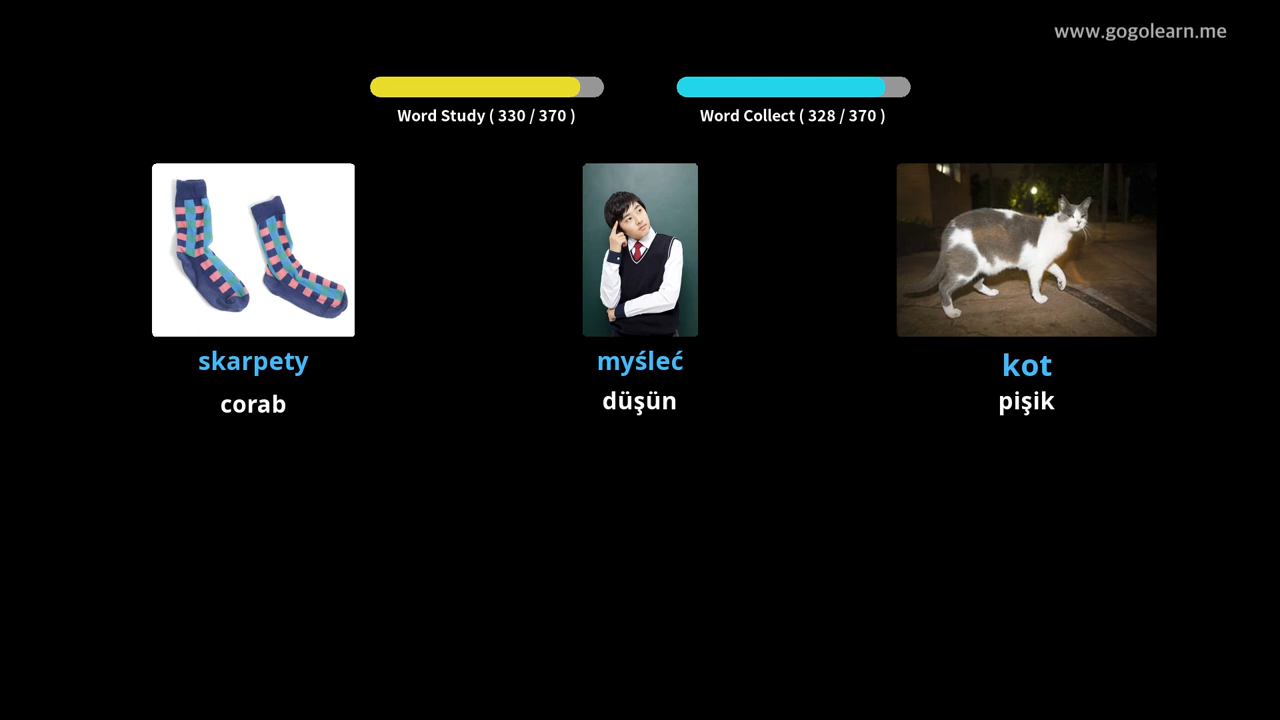 www.gogolearn.me
Word Study ( 330 / 370 )
Word Collect ( 328 / 370 )
skarpety
myśleć
kot
corab
düşün
pişik